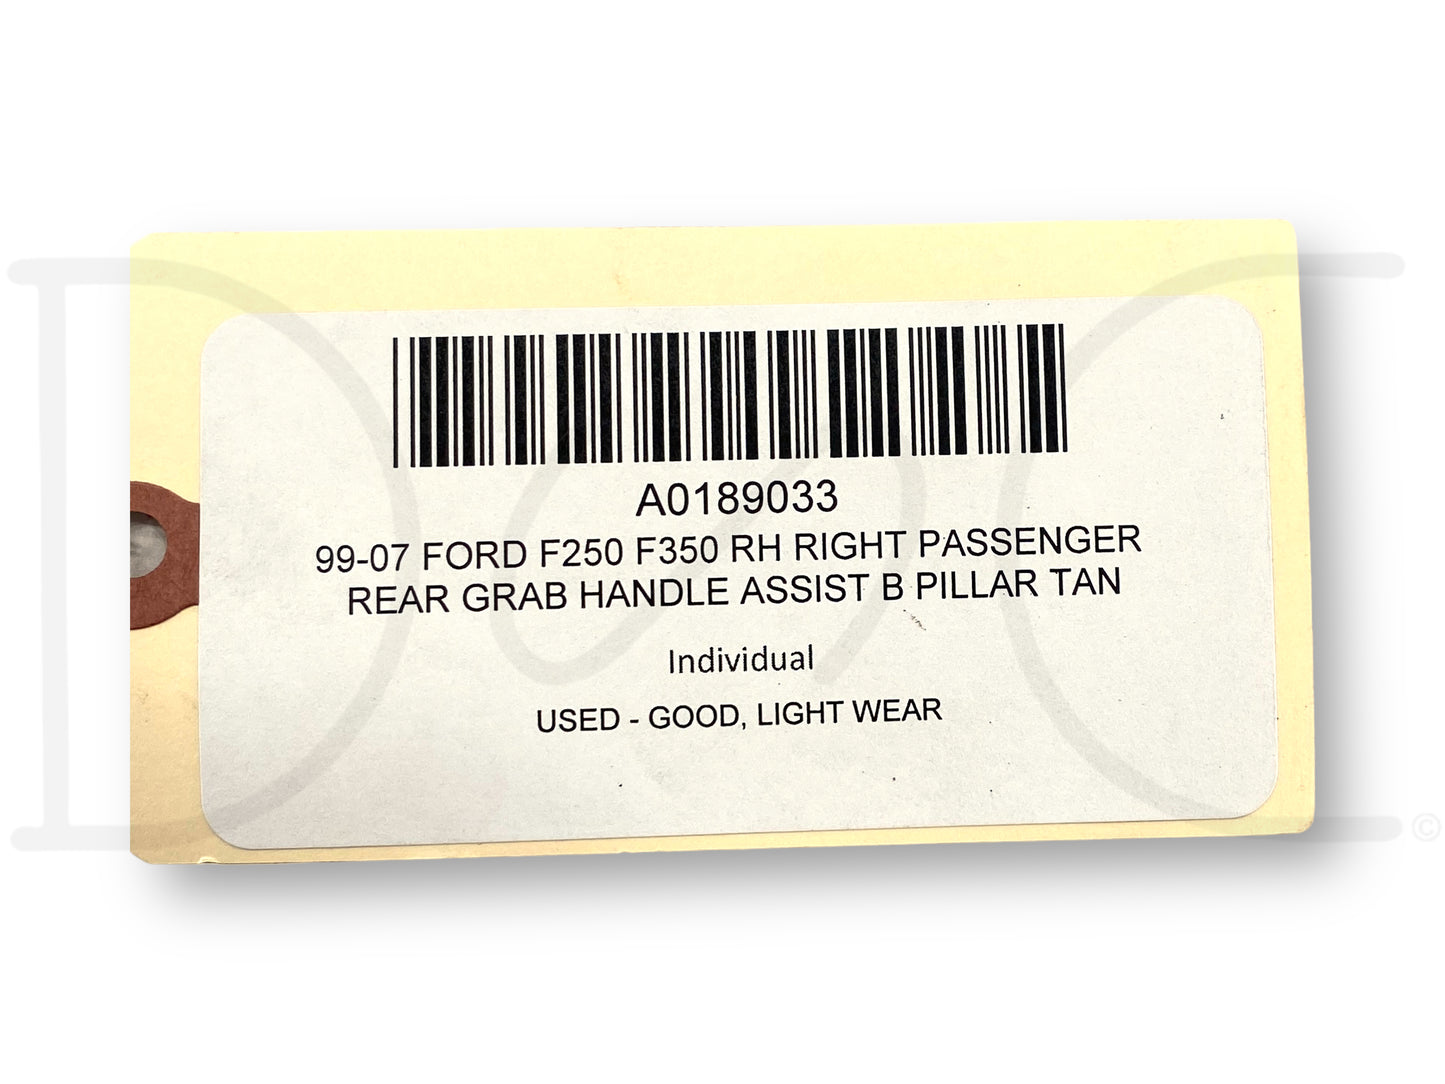 A0189033
99-07 FORD F250 F350 RH RIGHT PASSENGER
REAR GRAB HANDLE ASSIST B PILLAR TAN
Individual
USED - GOOD, LIGHT WEAR
©